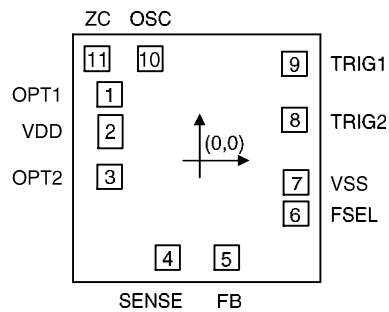 ZC OSC
11 10 9 TRIG1
OPT1 1
VDD 2 8 TRIG2
(0,0)
OPT2 3 7 VSS
6 FSEL
4 5
SENSE FB